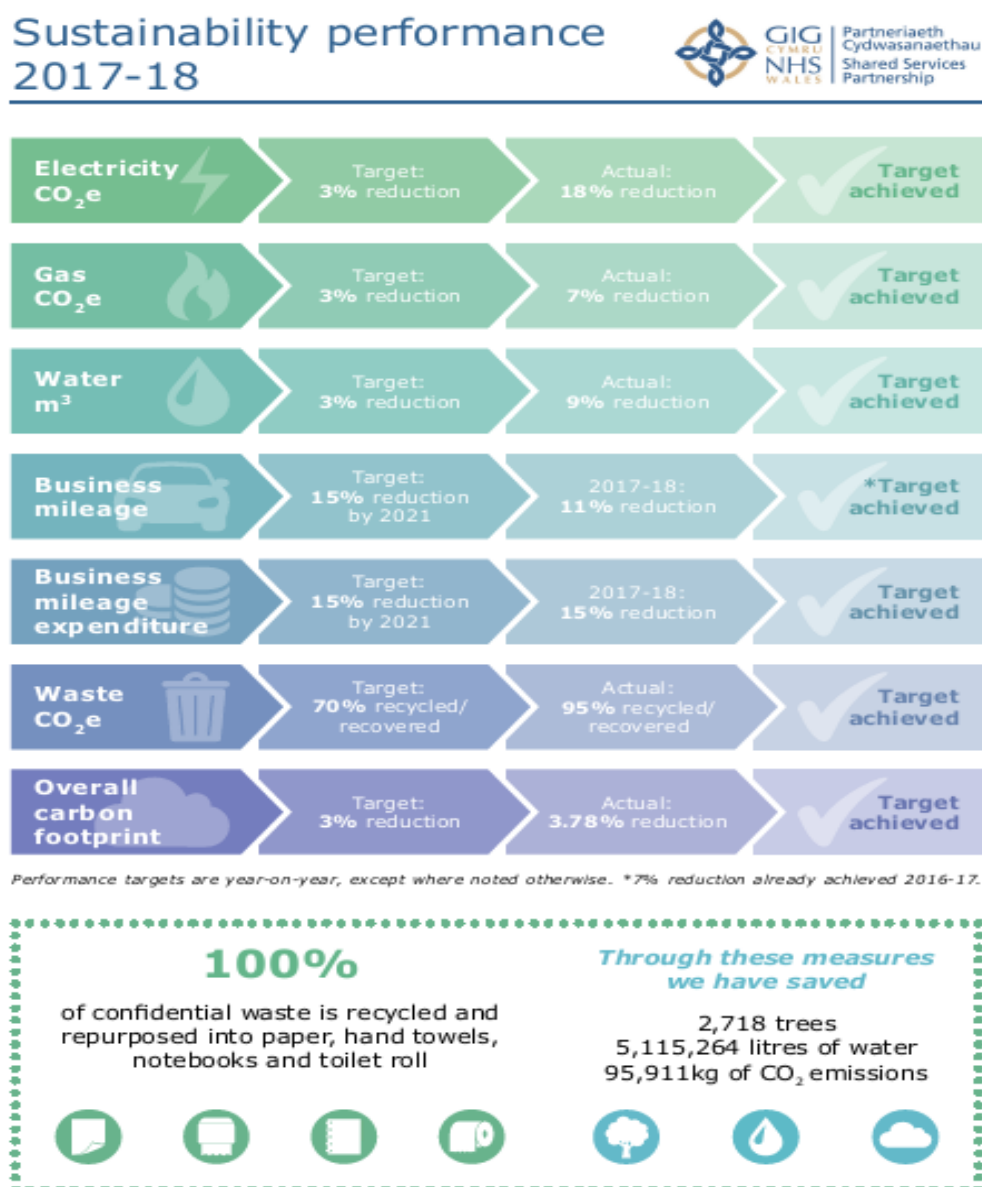 Sustainability performance
2017-18
GIG
CYMRU
NHS
WALES
Partneriaeth
Cydwasanaethau
Shared Services
Partnership
Electricity
CO₂e
Target:
3% reduction
Actual:
18% reduction
Target
achieved
Gas
CO₂e
Target:
3% reduction
Actual:
7% reduction
Target
achieved
Water
m³
Target:
3% reduction
Actual:
9% reduction
Target
achieved
Business
mileage
Target:
15% reduction
by 2021
2017-18:
11% reduction
*Target
achieved
Business
mileage
expenditure
Target:
15% reduction
by 2021
2017-18:
15% reduction
Target
achieved
Waste
CO₂e
Target:
70% recycled/
recovered
Actual:
95% recycled/
recovered
Target
achieved
Overall
carbon
footprint
Target:
3% reduction
Actual:
3.78% reduction
Target
achieved
Performance targets are year-on-year, except where noted otherwise. *7% reduction already achieved 2016-17.
100%
of confidential waste is recycled and
repurposed into paper, hand towels,
notebooks and toilet roll
Through these measures
we have saved
2,718 trees
5,115,264 litres of water
95,911kg of CO₂ emissions